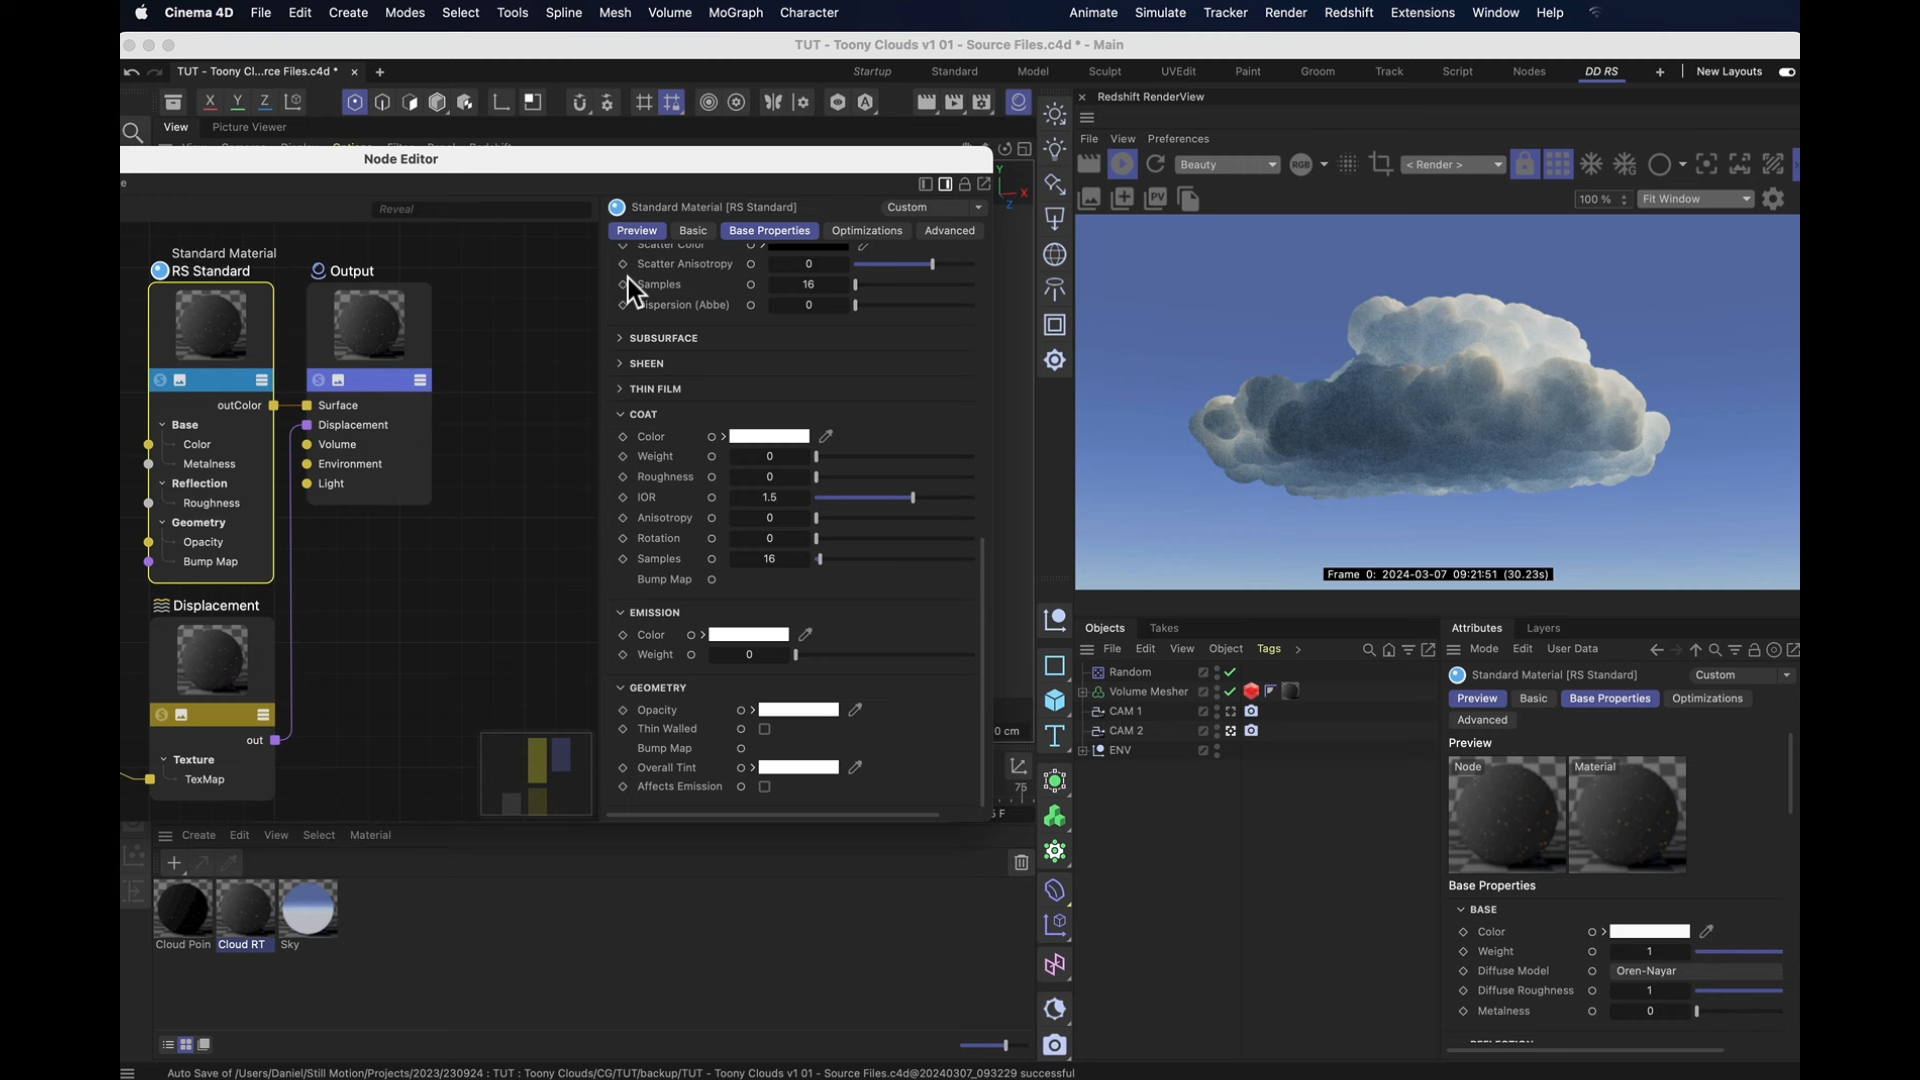 Cinema 4D File Edit Create Modes Select Tools Spline Mesh Volume MoGraph Character Animate Simulate Tracker Render Redshift Extensions Window Help
TUT - Toony Clouds v1 01 - Source Files.c4d * - Main
TUT - Toony Cl...rce Files.c4d * × + Startup Standard Model Sculpt UVEdit Paint Groom Track Script Nodes DD RS + New Layouts
X Y Z
× Redshift RenderView
View Picture Viewer
File View Preferences
Beauty RGB < Render >
PV 100 % Fit Window
Y
X
Z
Frame 0: 2024-03-07 09:21:51 (30.23s)
Node Editor
e
Reveal
Standard Material
RS Standard
Output
outColor
Base
Color
Metalness
Reflection
Roughness
Geometry
Opacity
Bump Map
Surface
Displacement
Volume
Environment
Light
Displacement
out
Texture
TexMap
Standard Material [RS Standard] Custom
Preview Basic Base Properties Optimizations Advanced
Scatter Color
Scatter Anisotropy 0
Samples 16
Dispersion (Abbe) 0
SUBSURFACE
SHEEN
THIN FILM
COAT
Color
Weight 0
Roughness 0
IOR 1.5
Anisotropy 0
Rotation 0
Samples 16
Bump Map
EMISSION
Color
Weight 0
GEOMETRY
Opacity
Thin Walled
Bump Map
Overall Tint
Affects Emission
0 cm
75
5 F
Objects Takes
File Edit View Object Tags
Random
Volume Mesher
CAM 1
CAM 2
ENV
Attributes Layers
Mode Edit User Data
Standard Material [RS Standard] Custom
Preview Basic Base Properties Optimizations
Advanced
Preview
Node Material
Base Properties
BASE
Color
Weight 1
Diffuse Model Oren-Nayar
Diffuse Roughness 1
Metalness 0
REFLECTION
Create Edit View Select Material
Cloud Poin Cloud RT Sky
Auto Save of /Users/Daniel/Still Motion/Projects/2023/230924 : TUT : Toony Clouds/CG/TUT/backup/TUT - Toony Clouds v1 01 - Source Files.c4d@20240307_093229 successful